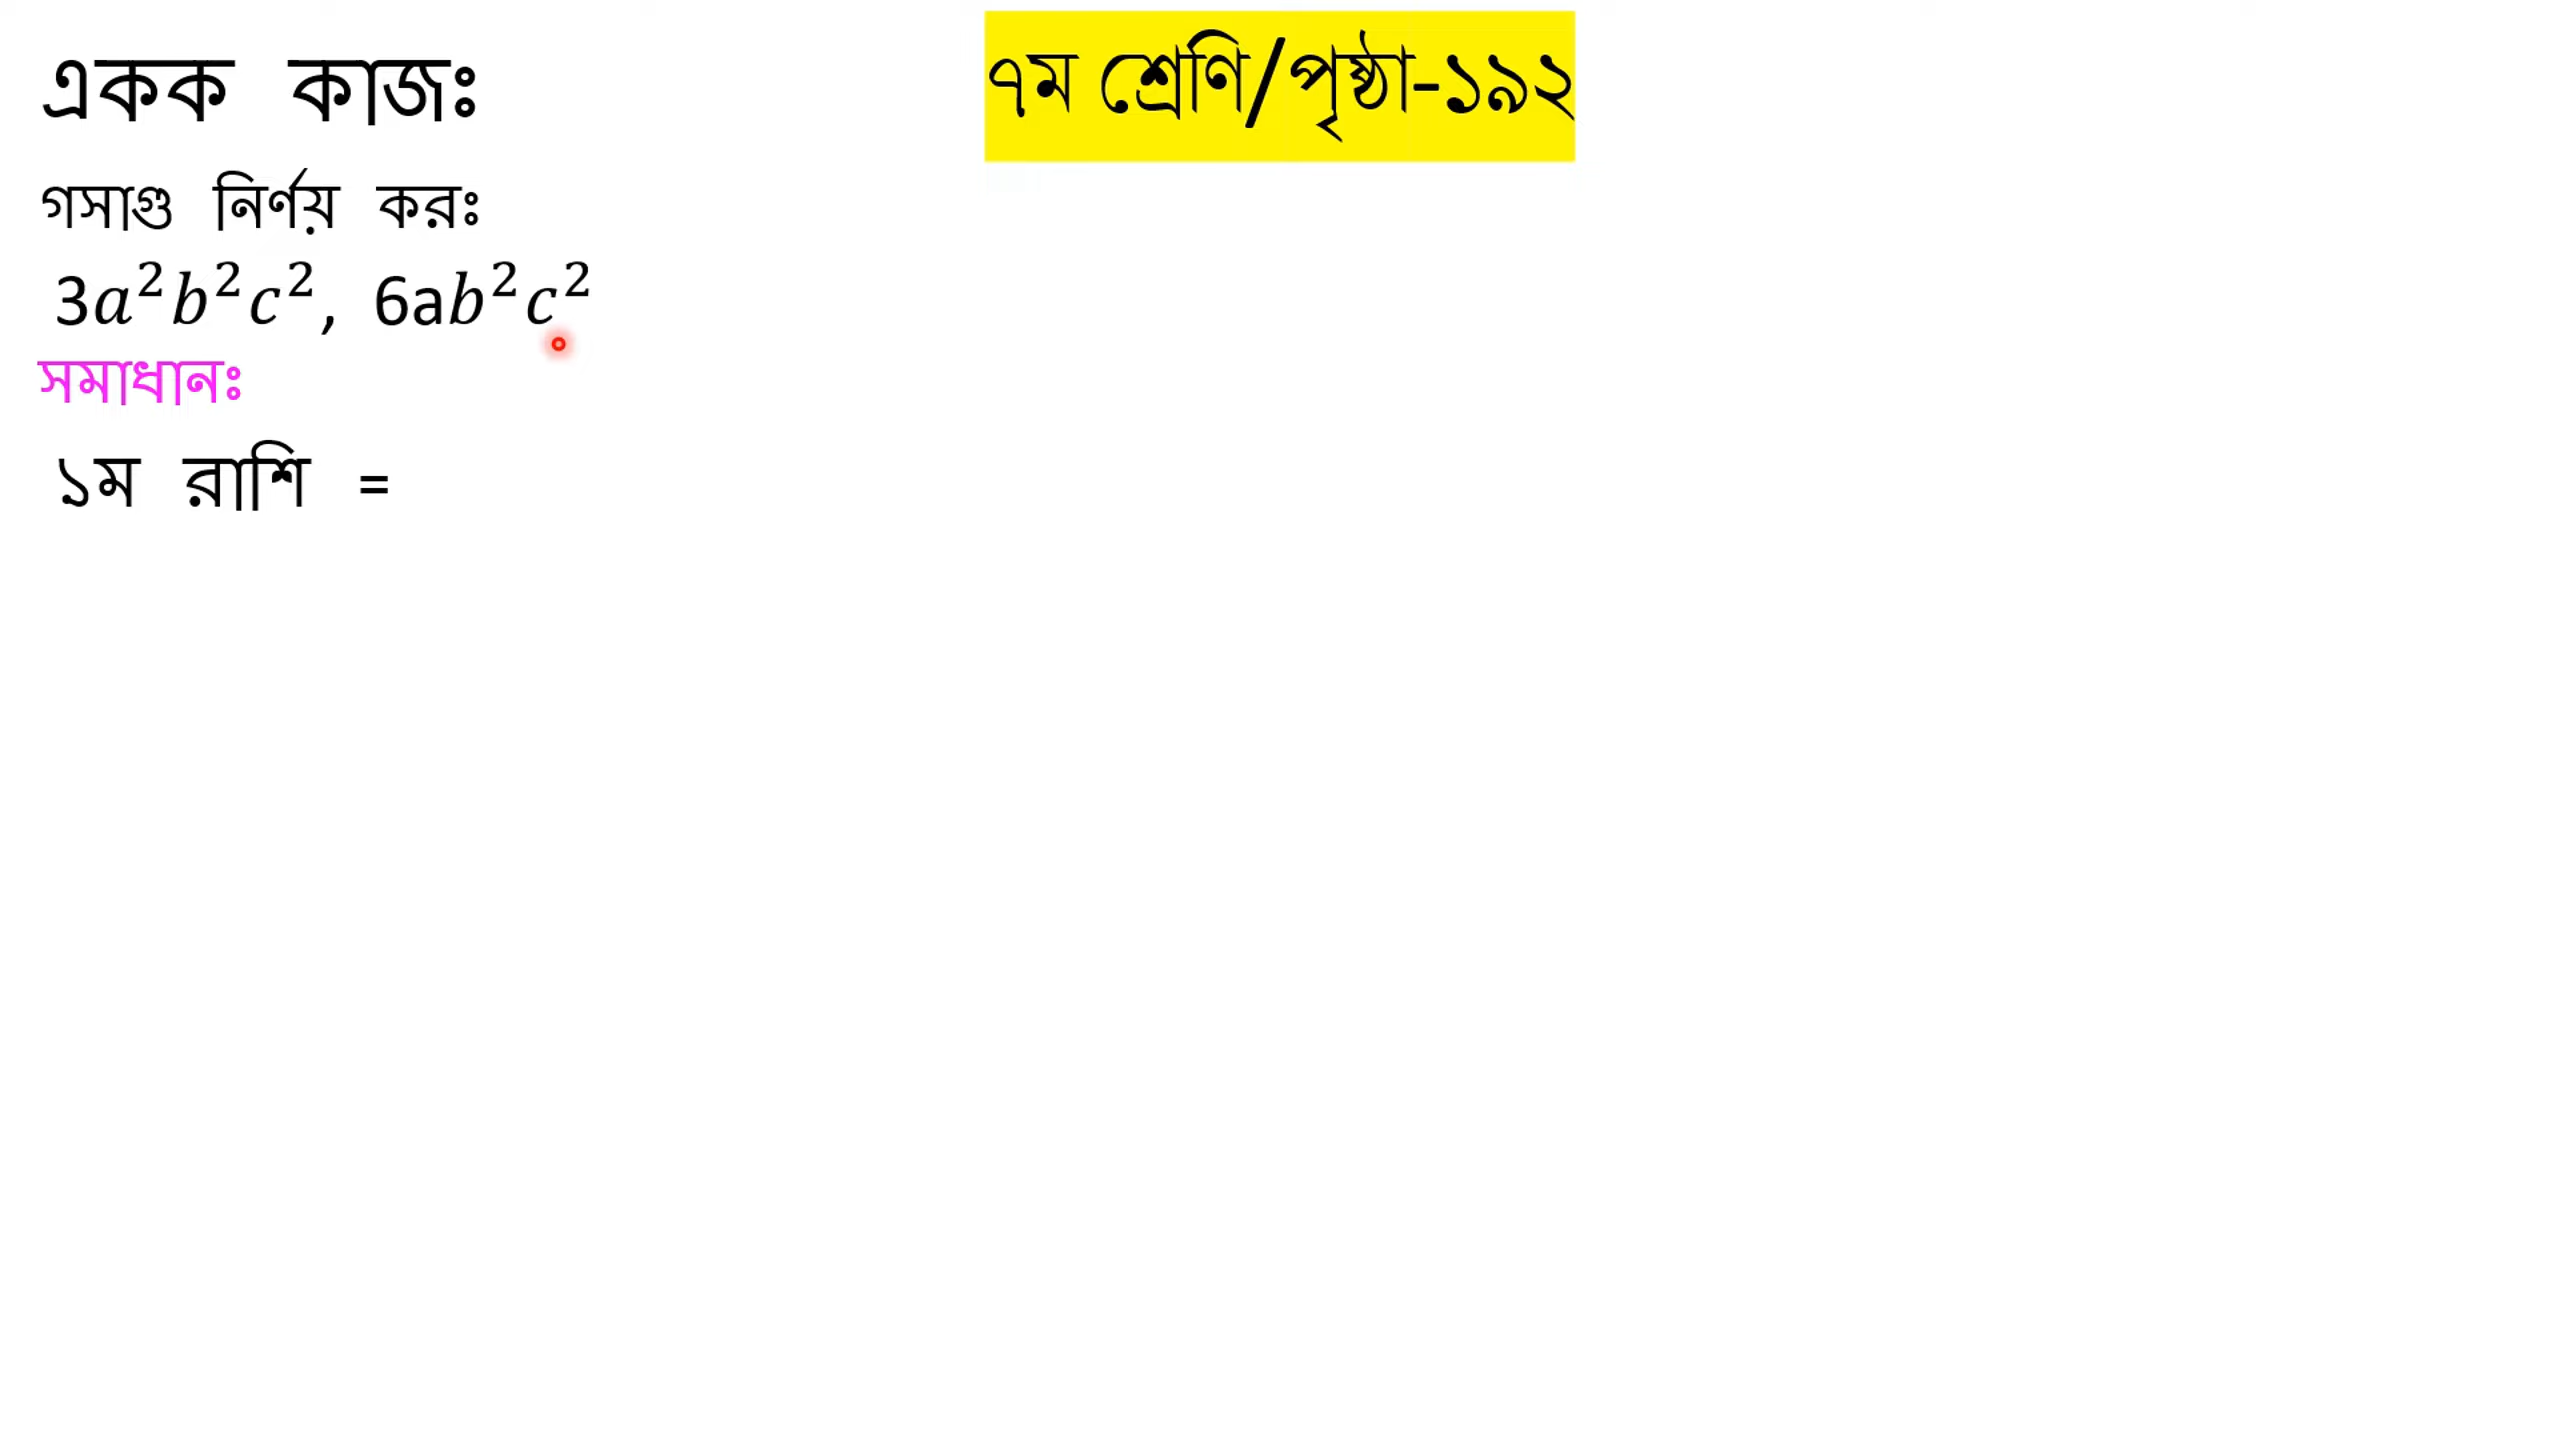 একক কাজঃ
৭ম শ্রেণি/পৃষ্ঠা-১৯২
গসাগু নির্ণয় করঃ
3a²b²c², 6ab²c²
সমাধানঃ
১ম রাশি =